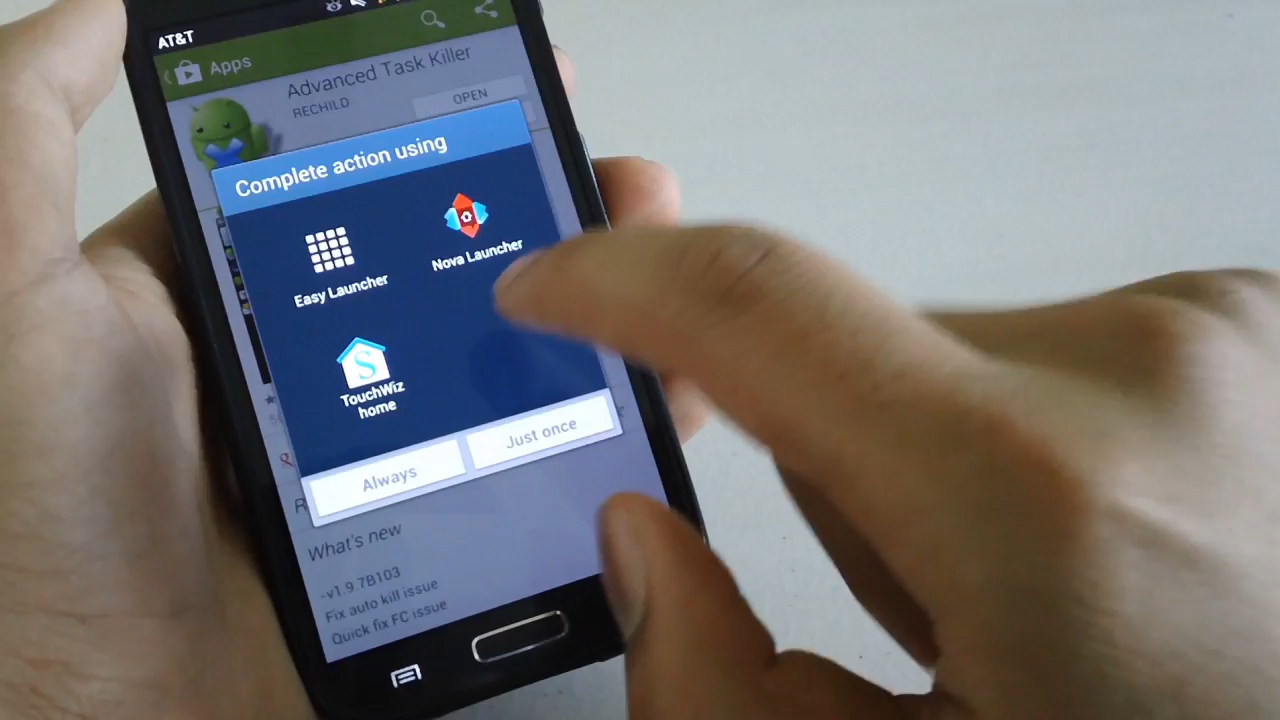 AT&T
Apps
Advanced Task Killer
RECHILD
OPEN
Complete action using
Easy Launcher
Nova Launcher
TouchWiz
home
Always
Just once
What's new
-v1.9.7B103
Fix auto kill issue
Quick fix FC issue